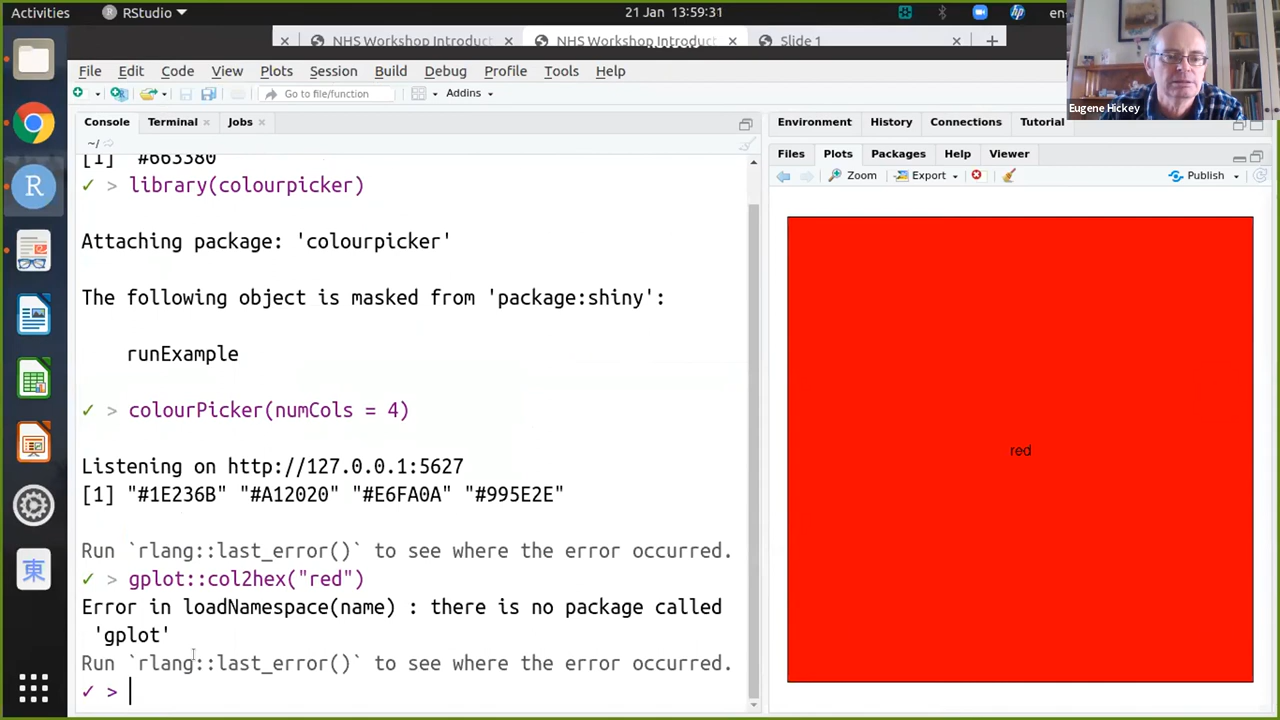 Activities
RStudio
21 Jan 13:59:31
en
NHS Workshop Introduct
NHS Workshop Introduct
Slide 1
Eugene Hickey
File Edit Code View Plots Session Build Debug Profile Tools Help
Go to file/function
Addins
Console Terminal Jobs
Environment History Connections Tutorial
~/
Files Plots Packages Help Viewer
Zoom Export Publish
[1] "#663380"
✓ > library(colourpicker)
Attaching package: 'colourpicker'
The following object is masked from 'package:shiny':
runExample
✓ > colourPicker(numCols = 4)
Listening on http://127.0.0.1:5627
[1] "#1E236B" "#A12020" "#E6FA0A" "#995E2E"
Run `rlang::last_error()` to see where the error occurred.
✓ > gplot::col2hex("red")
Error in loadNamespace(name) : there is no package called
'gplot'
Run `rlang::last_error()` to see where the error occurred.
✓ >
red
東